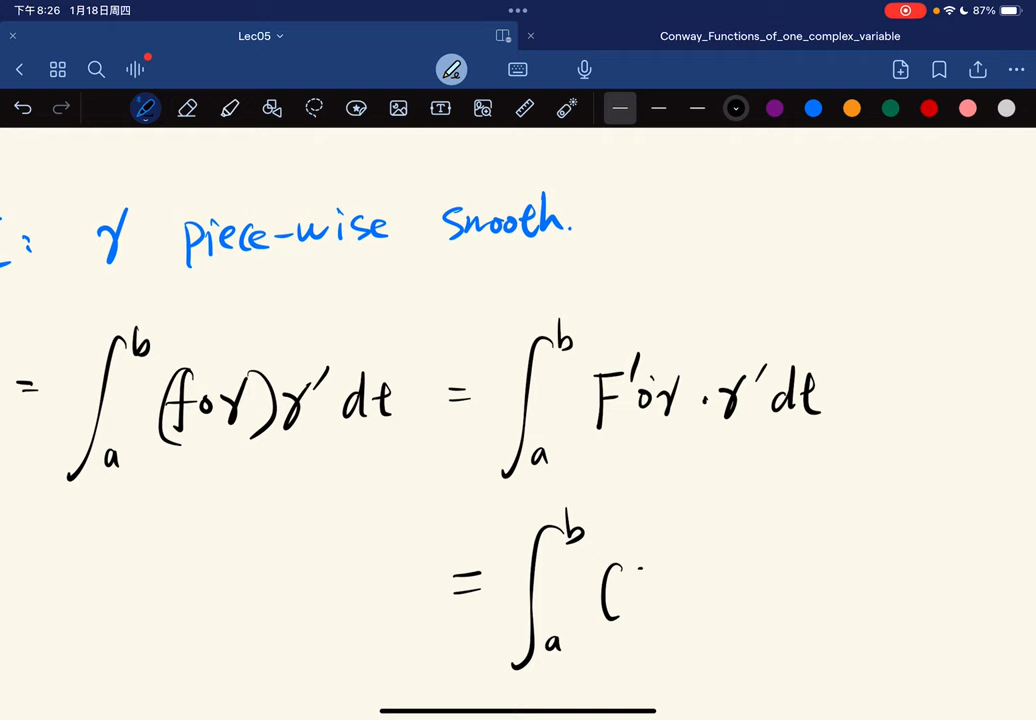 下午8:26 1月18日周四 87%
Lec05 Conway_Functions_of_one_complex_variable
: γ piece-wise smooth.
= ∫_a^b (f∘γ)γ′ dt = ∫_a^b F′∘γ · γ′ dt
= ∫_a^b (